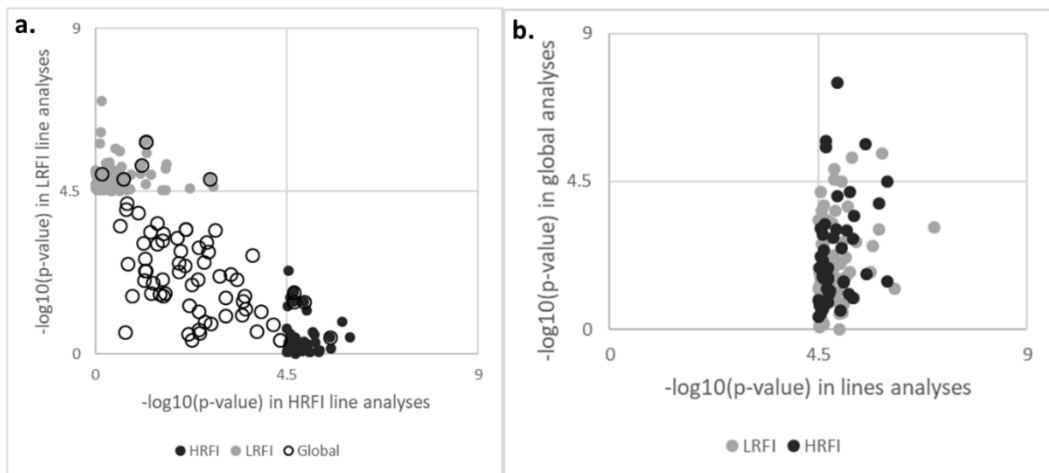 a.
9
-log10(p-value) in LRFI line analyses
4.5
0
0
4.5
9
-log10(p-value) in HRFI line analyses
HRFI
LRFI
Global
b.
9
-log10(p-value) in global analyses
4.5
0
0
4.5
9
-log10(p-value) in lines analyses
LRFI
HRFI